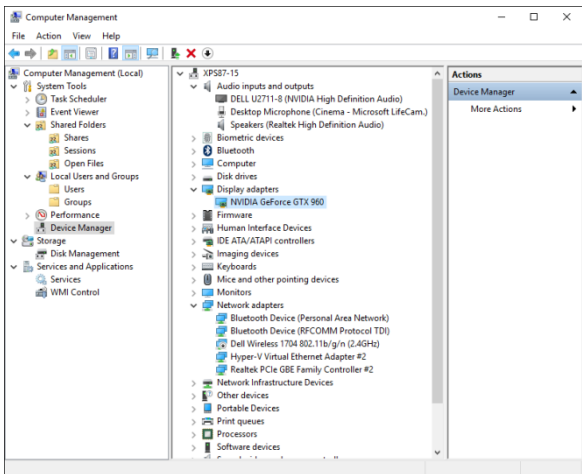 Computer Management
File Action View Help
Computer Management (Local)
System Tools
Task Scheduler
Event Viewer
Shared Folders
Shares
Sessions
Open Files
Local Users and Groups
Users
Groups
Performance
Device Manager
Storage
Disk Management
Services and Applications
Services
WMI Control
XPS87-15
Audio inputs and outputs
DELL U2711-8 (NVIDIA High Definition Audio)
Desktop Microphone (Cinema - Microsoft LifeCam.)
Speakers (Realtek High Definition Audio)
Biometric devices
Bluetooth
Computer
Disk drives
Display adapters
NVIDIA GeForce GTX 960
Firmware
Human Interface Devices
IDE ATA/ATAPI controllers
Imaging devices
Keyboards
Mice and other pointing devices
Monitors
Network adapters
Bluetooth Device (Personal Area Network)
Bluetooth Device (RFCOMM Protocol TDI)
Dell Wireless 1704 802.11b/g/n (2.4GHz)
Hyper-V Virtual Ethernet Adapter #2
Realtek PCIe GBE Family Controller #2
Network Infrastructure Devices
Other devices
Portable Devices
Print queues
Processors
Software devices
Actions
Device Manager
More Actions